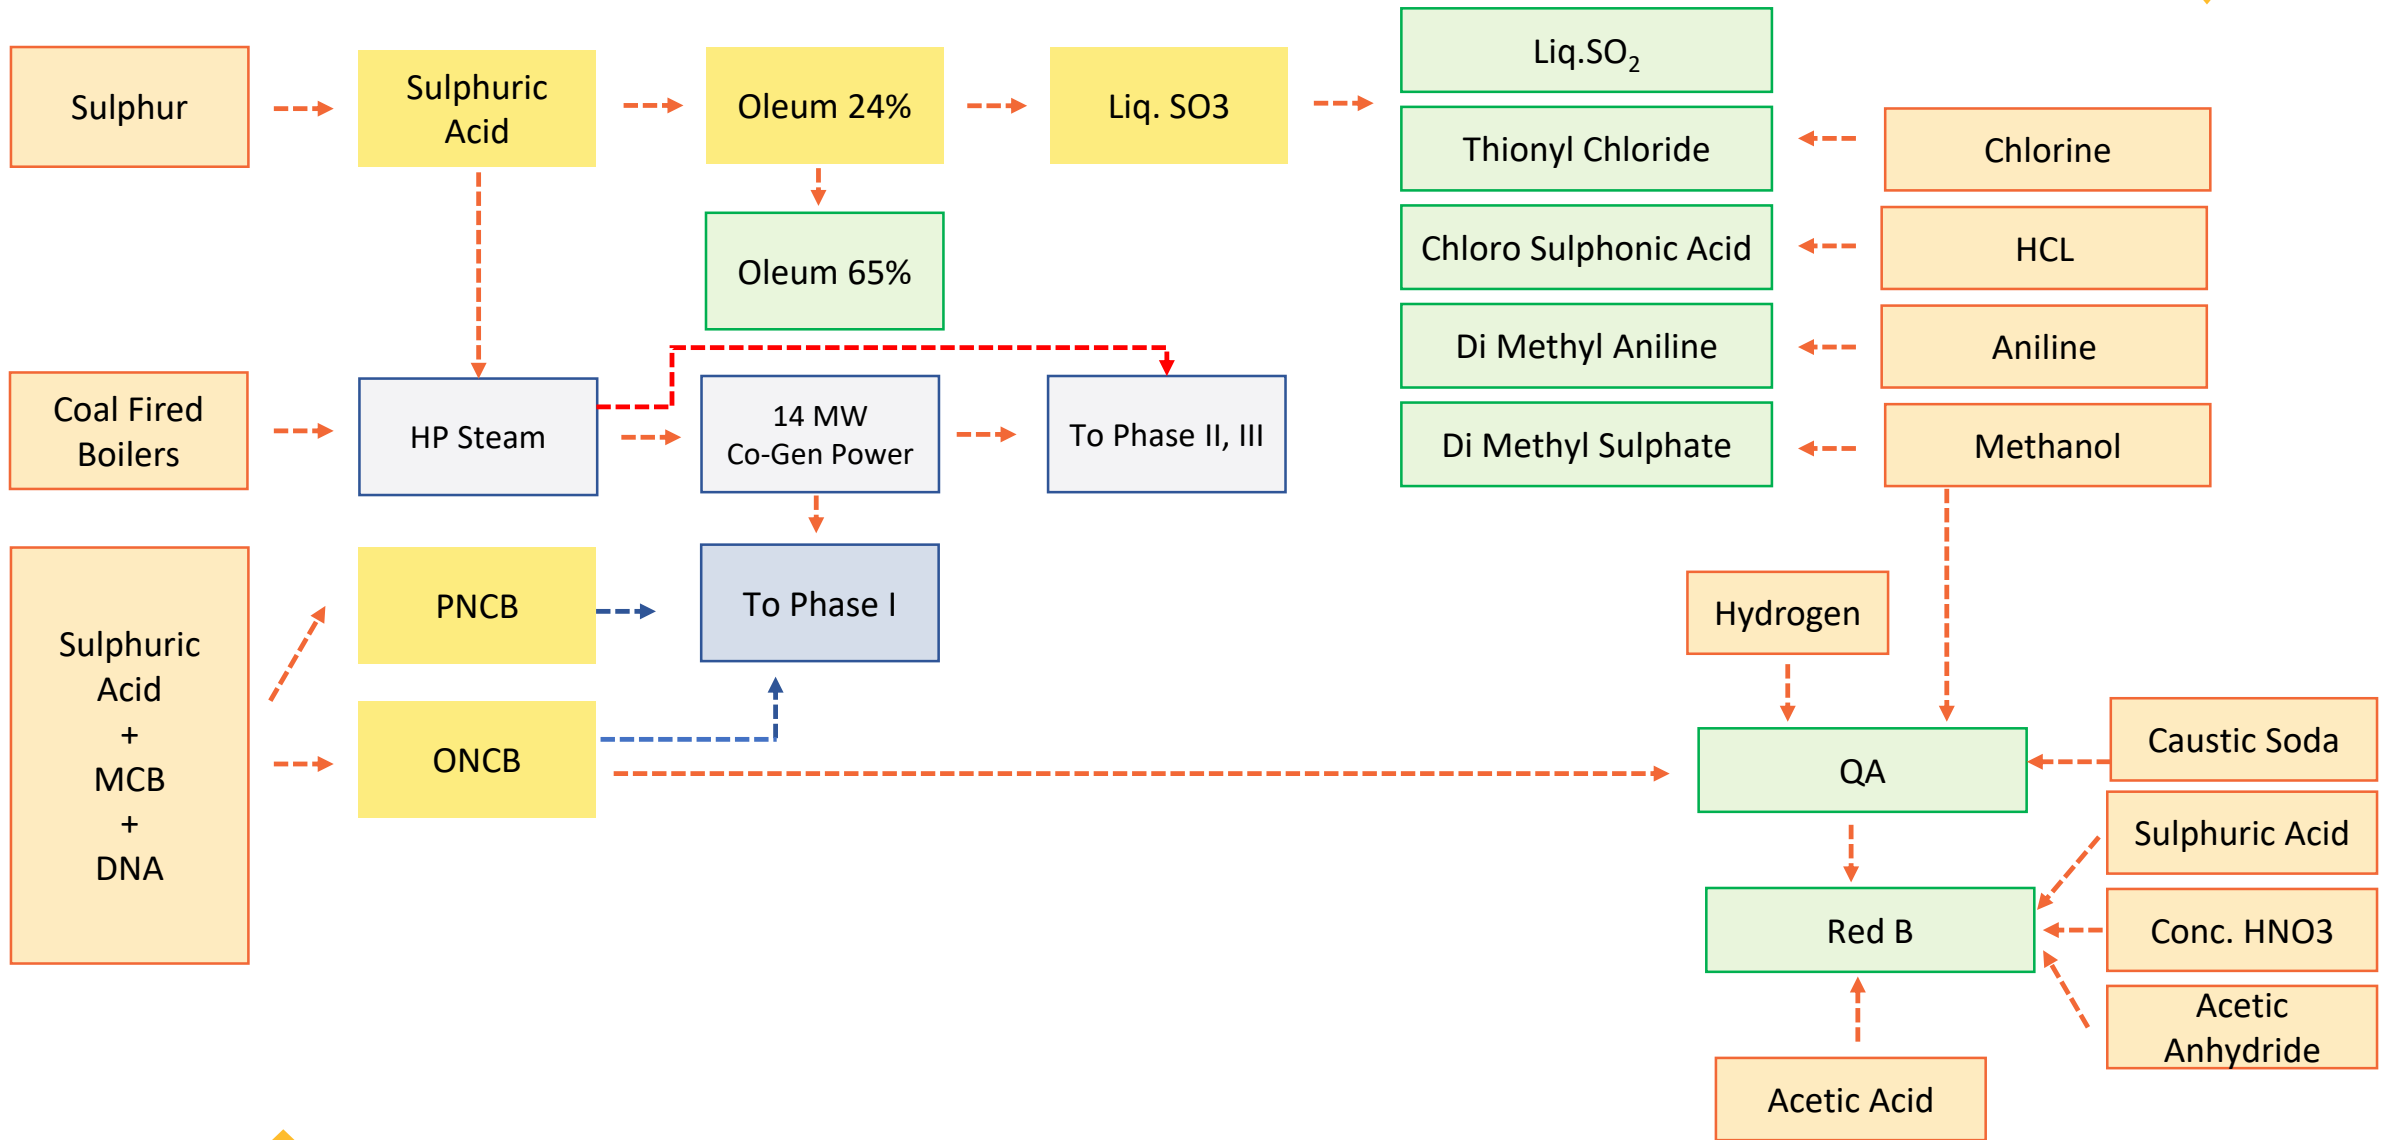 Sulphur
Sulphuric
Acid
Oleum 24%
Liq. SO3
Liq.SO₂
Thionyl Chloride
Chlorine
Chloro Sulphonic Acid
HCL
Oleum 65%
Di Methyl Aniline
Aniline
Coal Fired
Boilers
HP Steam
14 MW
Co-Gen Power
To Phase II, III
Di Methyl Sulphate
Methanol
Sulphuric
Acid
+
MCB
+
DNA
PNCB
To Phase I
Hydrogen
ONCB
QA
Caustic Soda
Sulphuric Acid
Red B
Conc. HNO3
Acetic
Anhydride
Acetic Acid